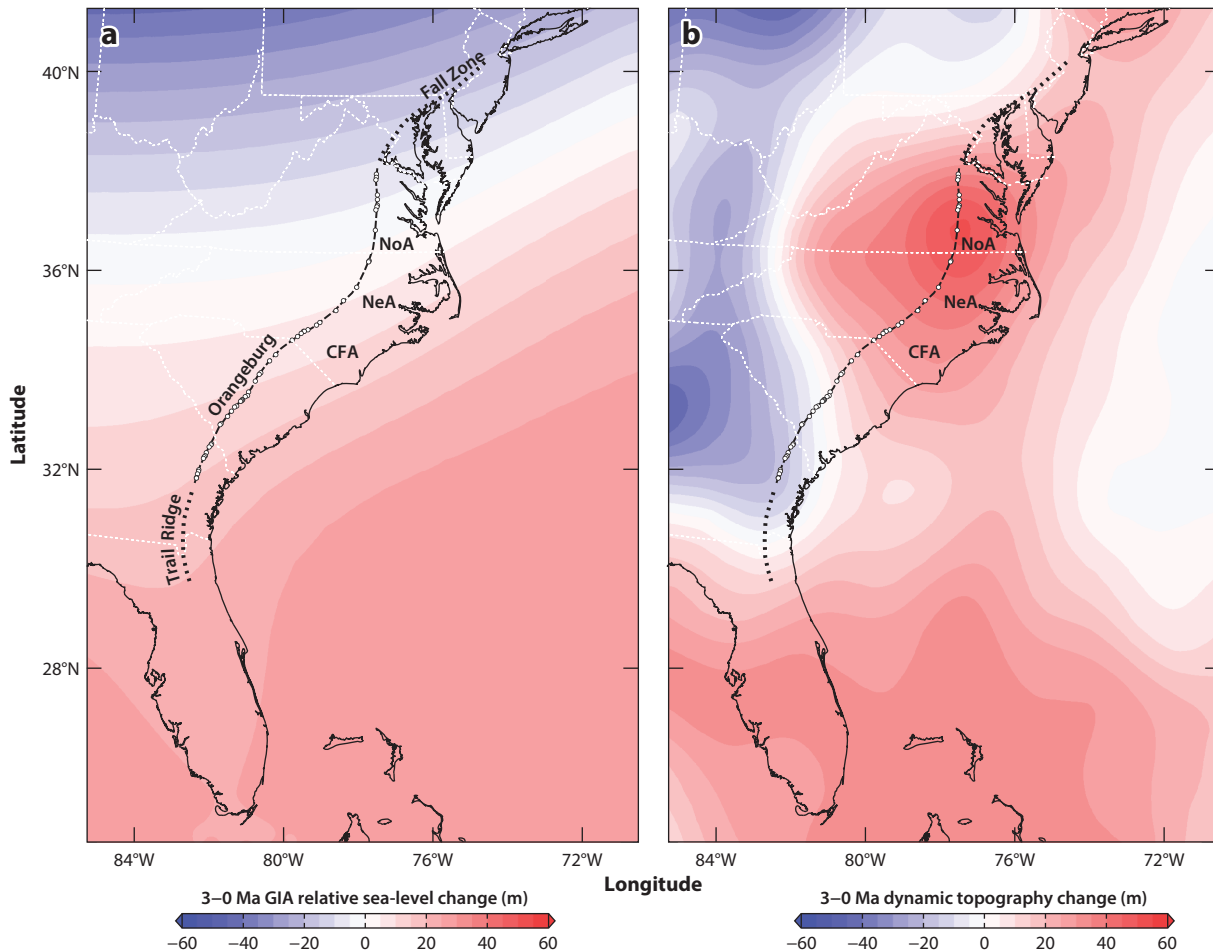 a
40°N
36°N
32°N
28°N
Latitude
Fall Zone
NoA
NeA
CFA
Orangeburg
Trail Ridge
84°W 80°W 76°W 72°W
b
NoA
NeA
CFA
84°W 80°W 76°W 72°W
Longitude
3–0 Ma GIA relative sea-level change (m)
−60 −40 −20 0 20 40 60
3–0 Ma dynamic topography change (m)
−60 −40 −20 0 20 40 60